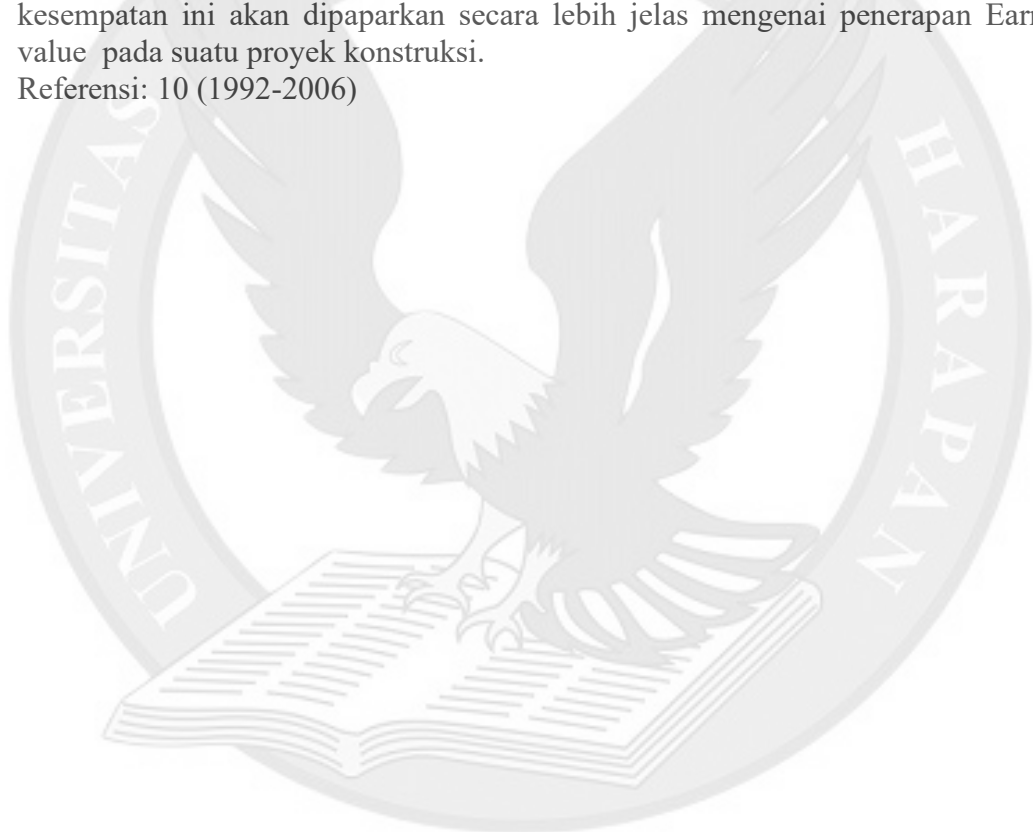 kesempatan ini akan dipaparkan secara lebih jelas mengenai penerapan
value pada suatu proyek konstruksi.
Referensi: 10 (1992-2006)
UNIVERSITAS
HARAPAN